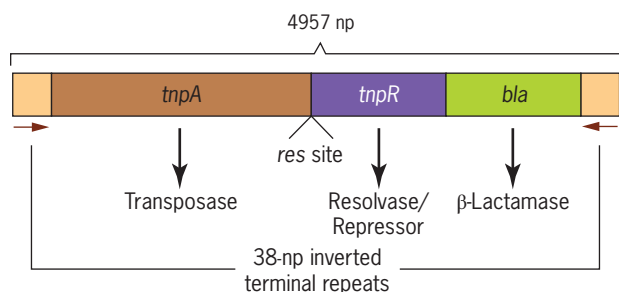 4957 np
tnpA tnpR bla
res site
Transposase
Resolvase/
Repressor
β-Lactamase
38-np inverted
terminal repeats